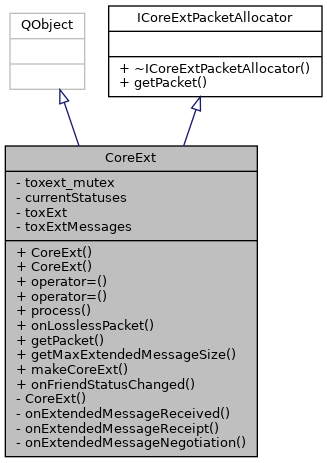 QObject
ICoreExtPacketAllocator
+ ~ICoreExtPacketAllocator()
+ getPacket()
CoreExt
- toxext_mutex
- currentStatuses
- toxExt
- toxExtMessages
+ CoreExt()
+ CoreExt()
+ operator=()
+ operator=()
+ process()
+ onLosslessPacket()
+ getPacket()
+ getMaxExtendedMessageSize()
+ makeCoreExt()
+ onFriendStatusChanged()
- CoreExt()
- onExtendedMessageReceived()
- onExtendedMessageReceipt()
- onExtendedMessageNegotiation()